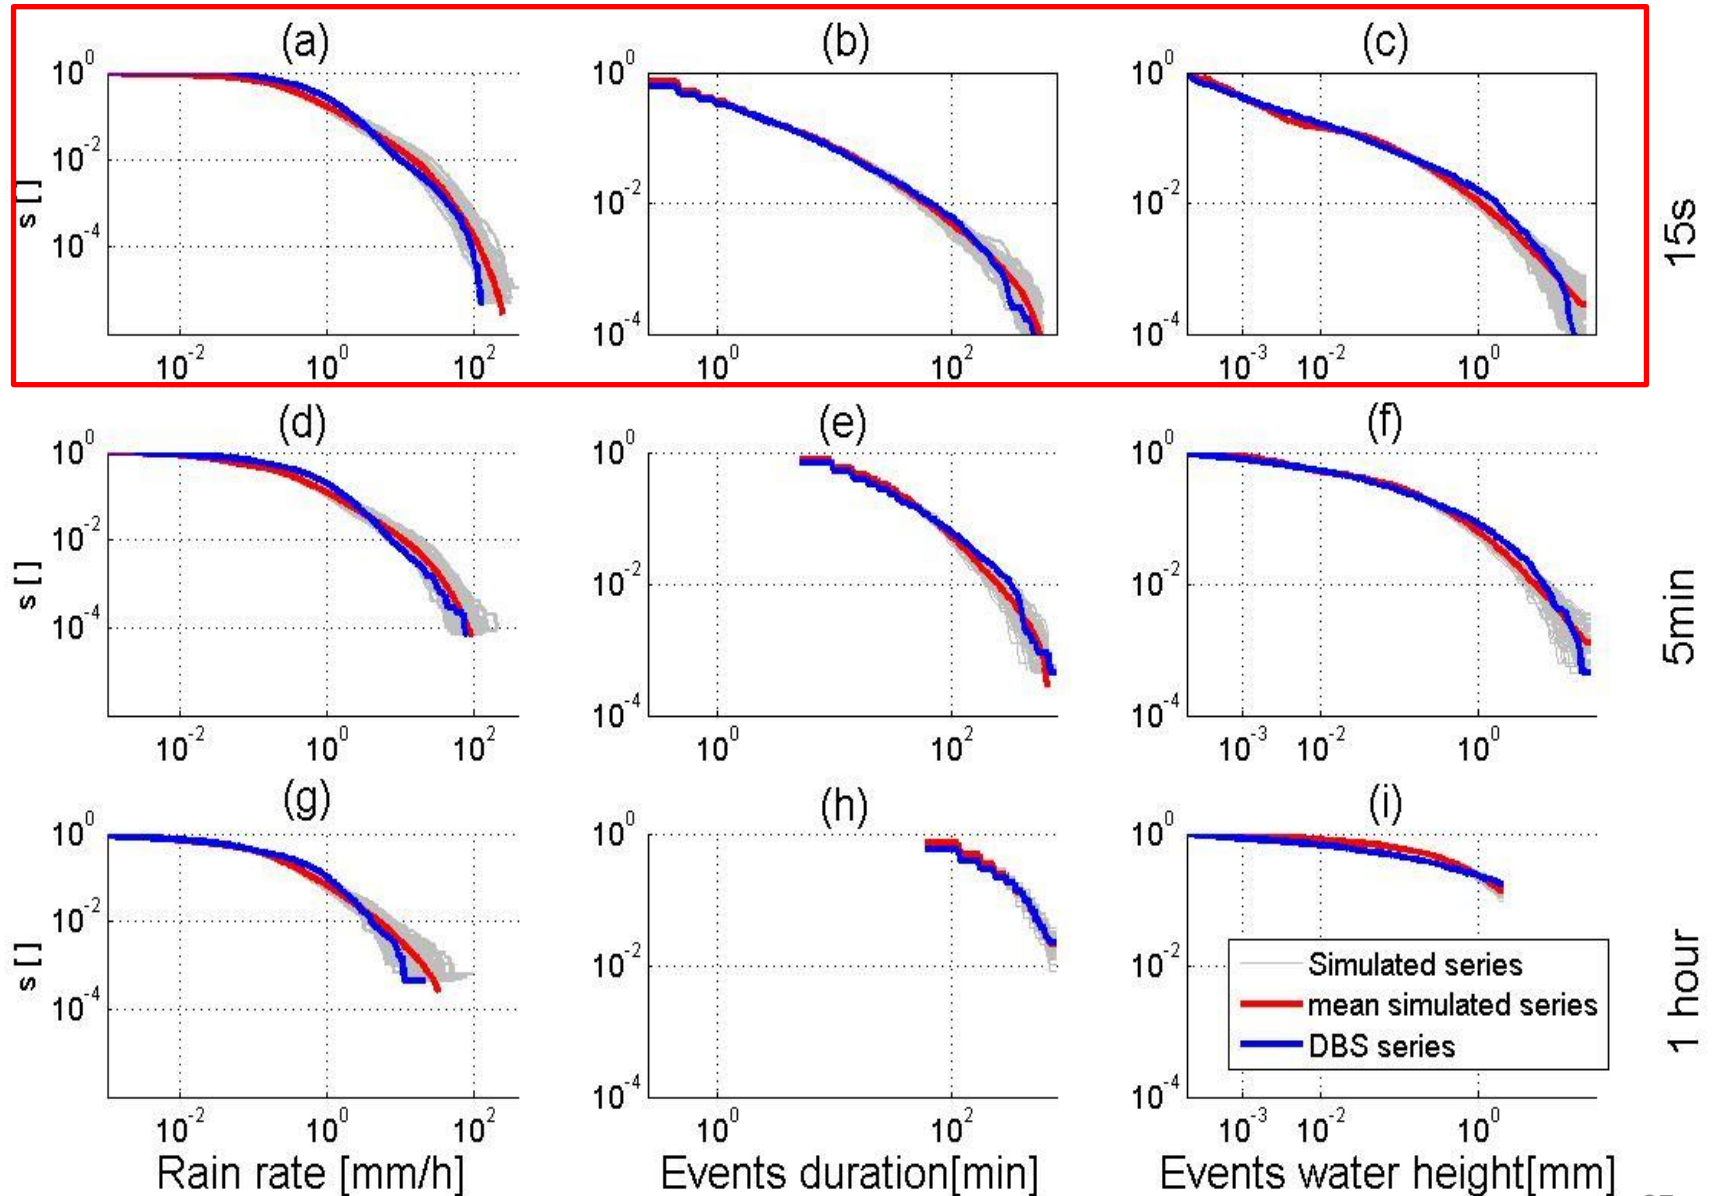 (a) (b) (c)
10^0 10^0 10^0
10^-2
10^-2 10^-2
10^-4
10^-4 10^-4
s [ ]
10^-2 10^0 10^2 10^0 10^2 10^-3 10^-2 10^0
15s
(d) (e) (f)
10^0 10^0 10^0
10^-2
10^-2 10^-2
10^-4
10^-4 10^-4
s [ ]
10^-2 10^0 10^2 10^0 10^2 10^-3 10^-2 10^0
5min
(g) (h) (i)
10^0 10^0 10^0
10^-2
10^-2 10^-2
10^-4
10^-4 10^-4
s [ ]
Simulated series
mean simulated series
DBS series
10^-2 10^0 10^2 10^0 10^2 10^-3 10^-2 10^0
1 hour
Rain rate [mm/h] Events duration[min] Events water height[mm]